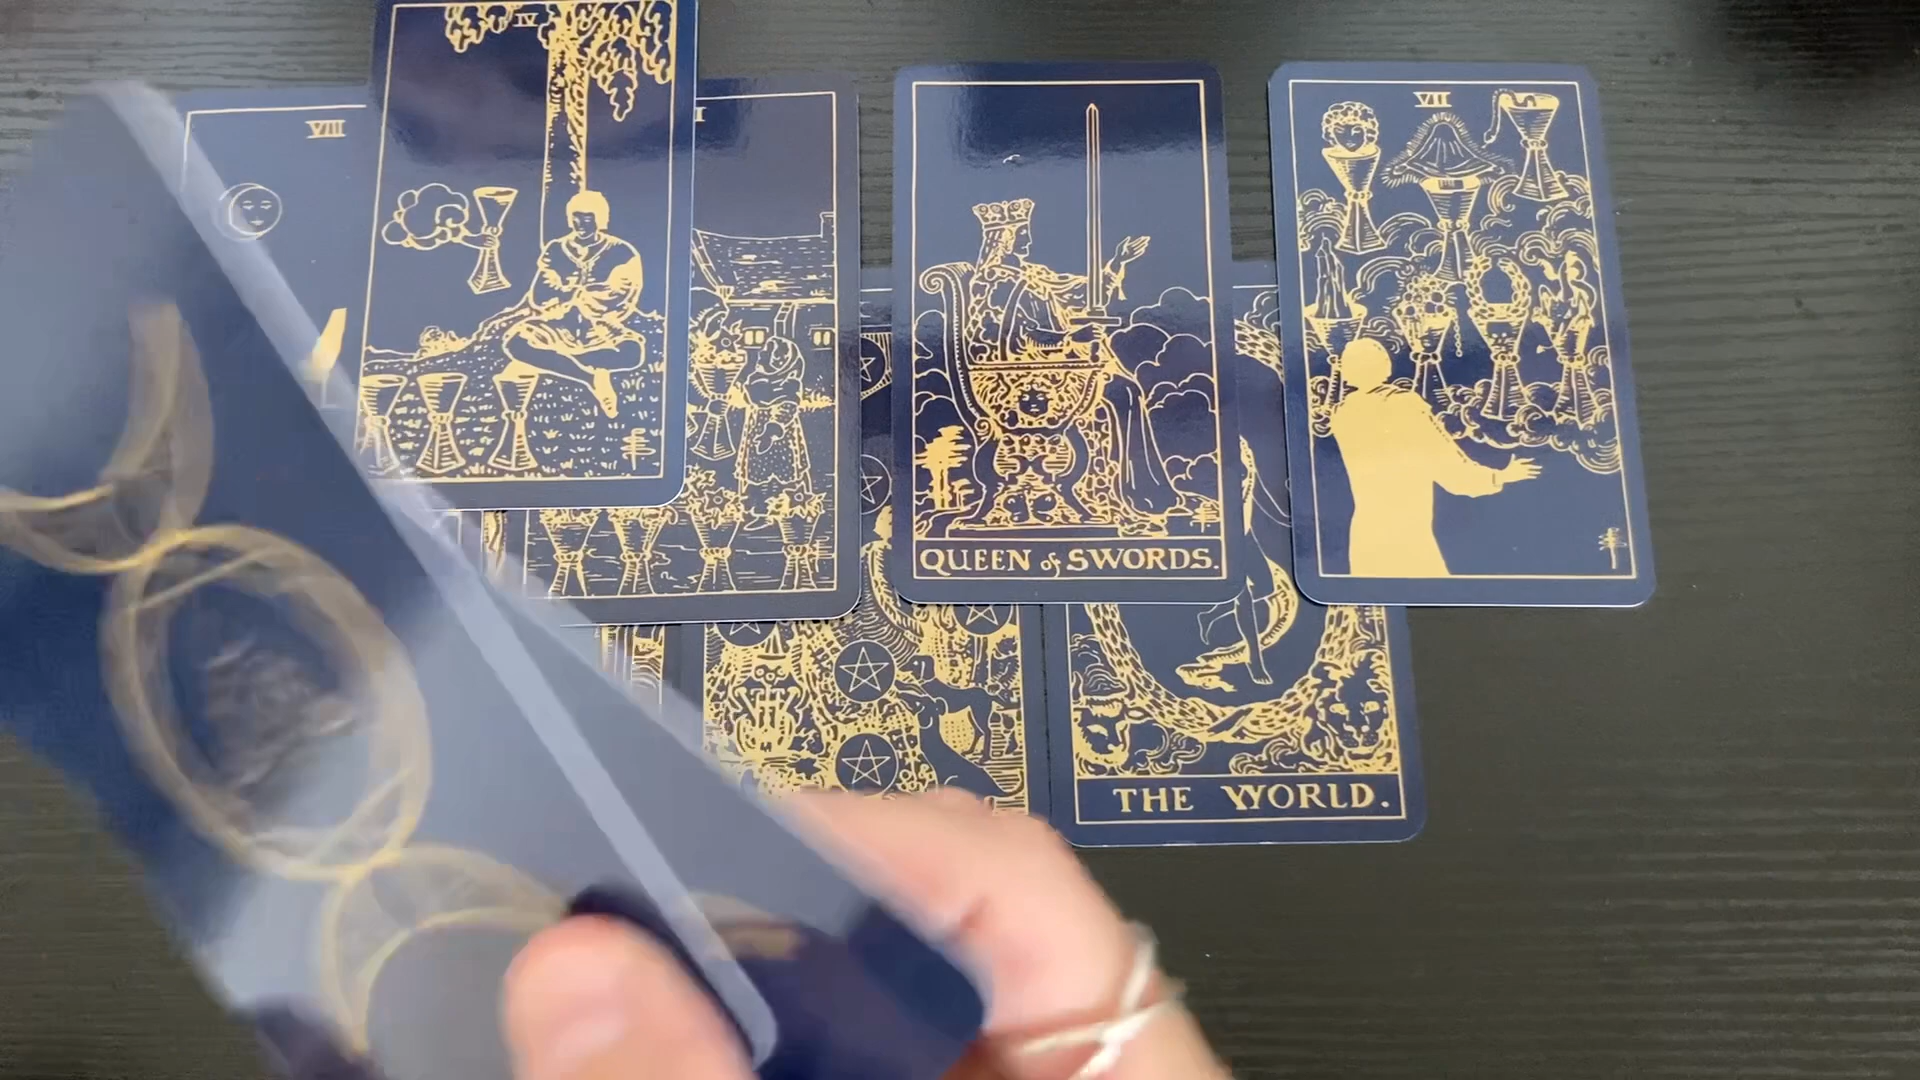 IV
VIII
I
VII
QUEEN of SWORDS.
THE WORLD.